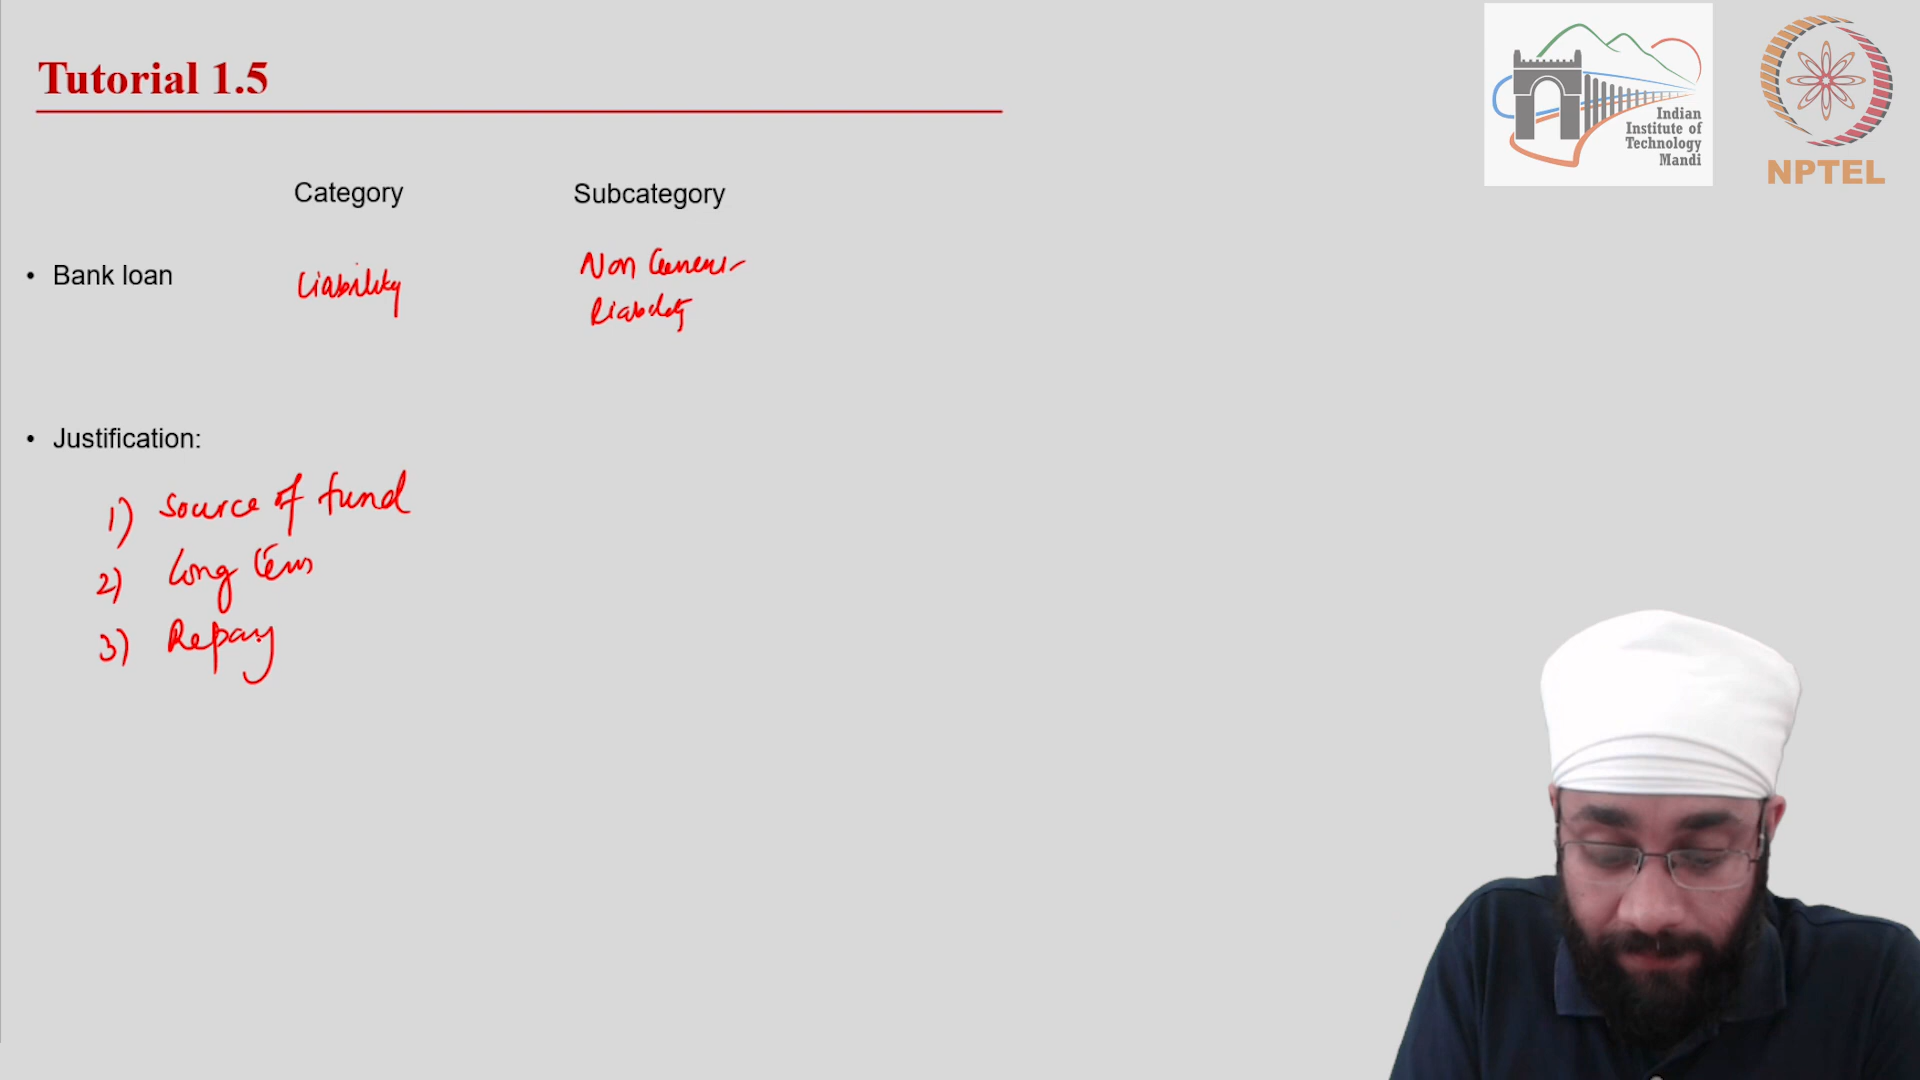 Tutorial 1.5
Indian
Institute of
Technology
Mandi
NPTEL
Category Subcategory
• Bank loan Liability Non
Liability
• Justification:
1) Source of fund
2) Long term
3) Repay